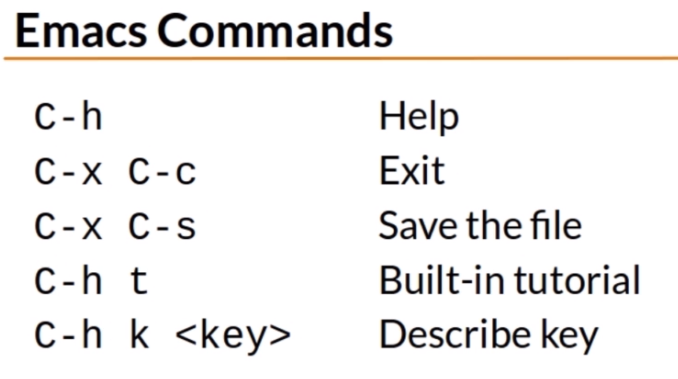 Emacs Commands
C-h Help
C-x C-c Exit
C-x C-s Save the file
C-h t Built-in tutorial
C-h k <key> Describe key